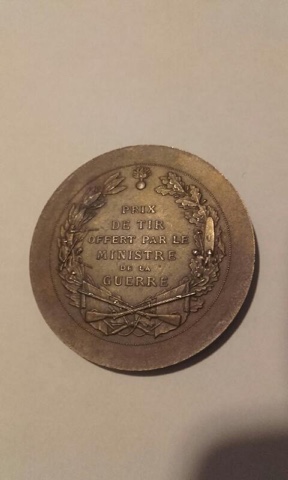 PRIX
DE TIR
OFFERT PAR LE
MINISTRE
DE LA
GUERRE